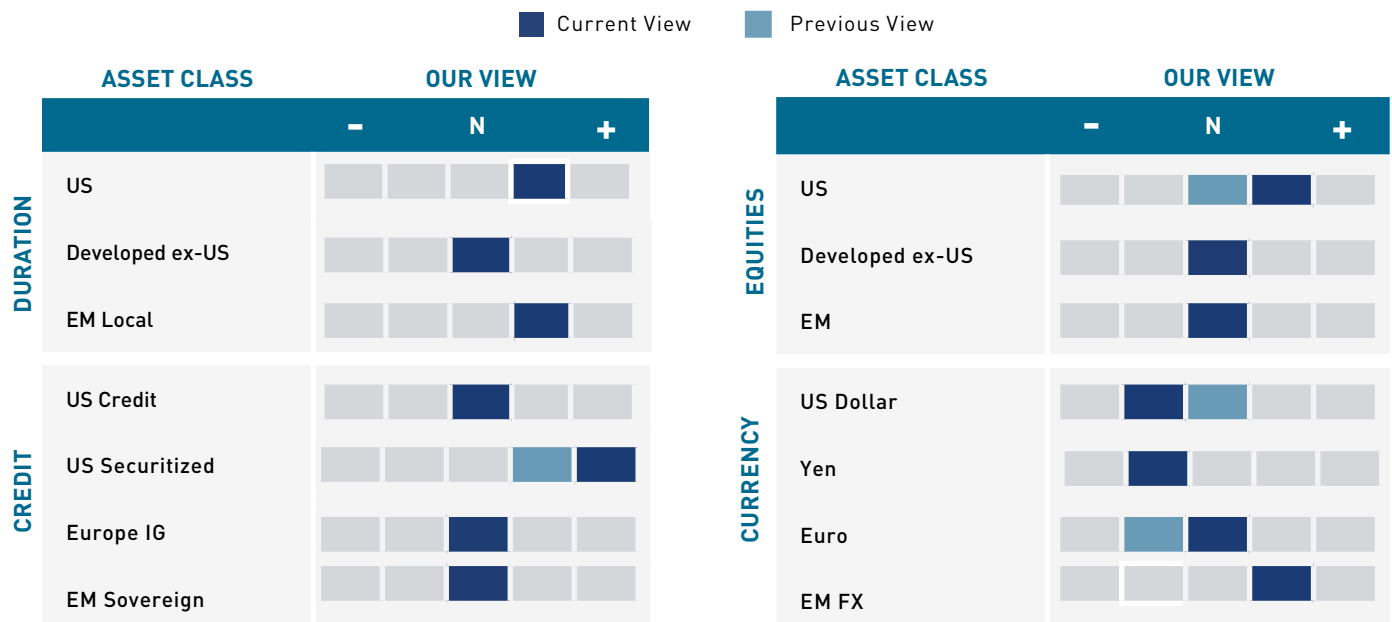 Current View
Previous View
ASSET CLASS OUR VIEW
- N +
DURATION
US
Developed ex-US
EM Local
CREDIT
US Credit
US Securitized
Europe IG
EM Sovereign
ASSET CLASS OUR VIEW
- N +
EQUITIES
US
Developed ex-US
EM
CURRENCY
US Dollar
Yen
Euro
EM FX